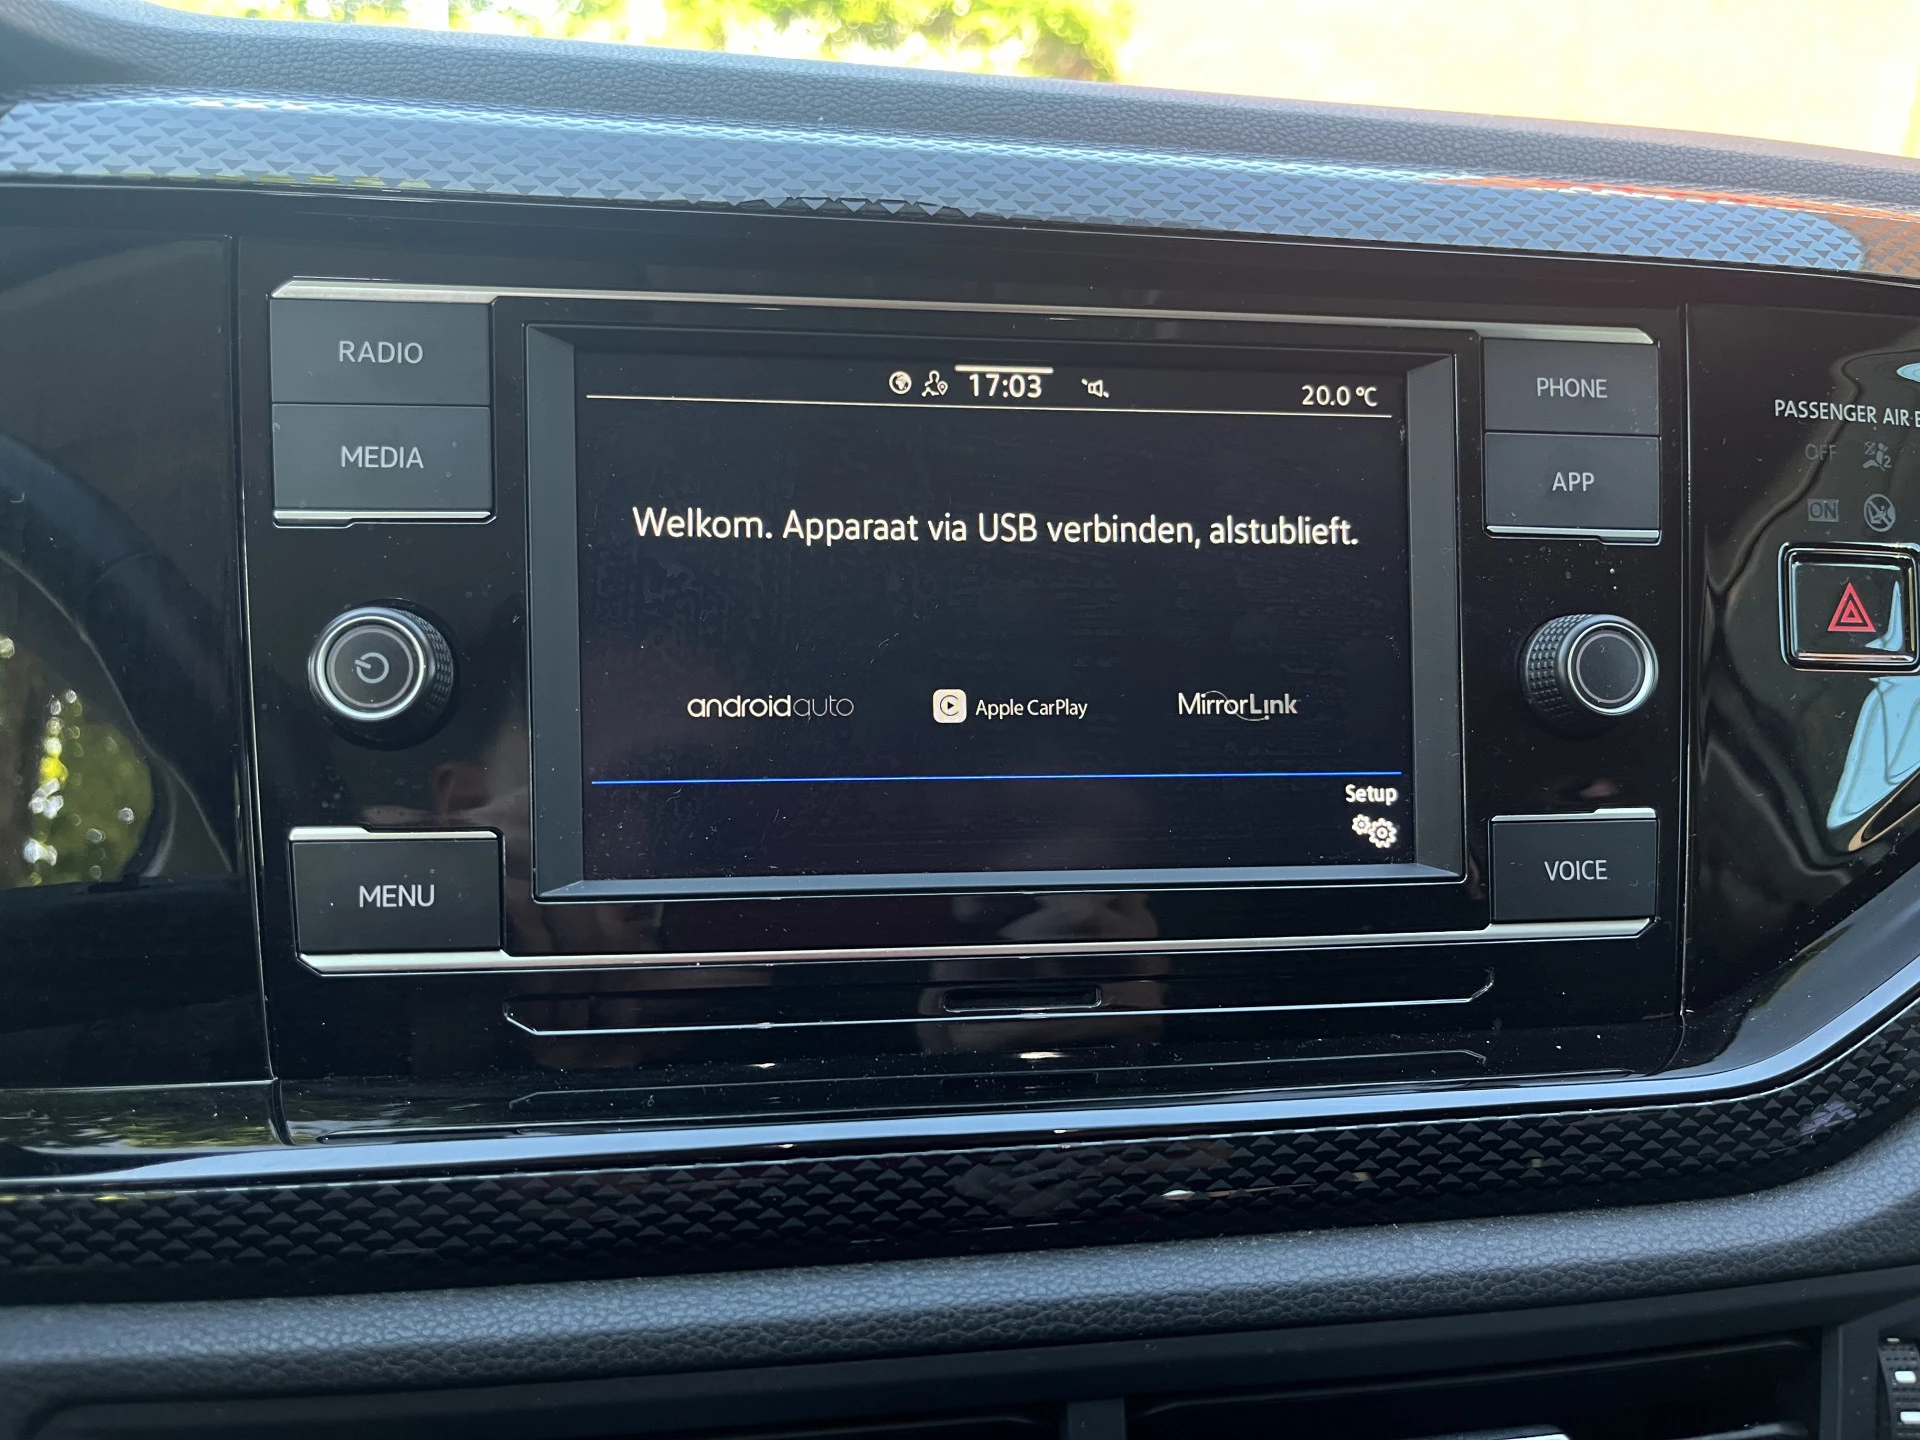 RADIO
MEDIA
MENU
17:03
20.0 °C
Welkom. Apparaat via USB verbinden, alstublieft.
androidauto
Apple CarPlay
MirrorLink
Setup
PHONE
APP
VOICE
PASSENGER AIR
OFF
ON